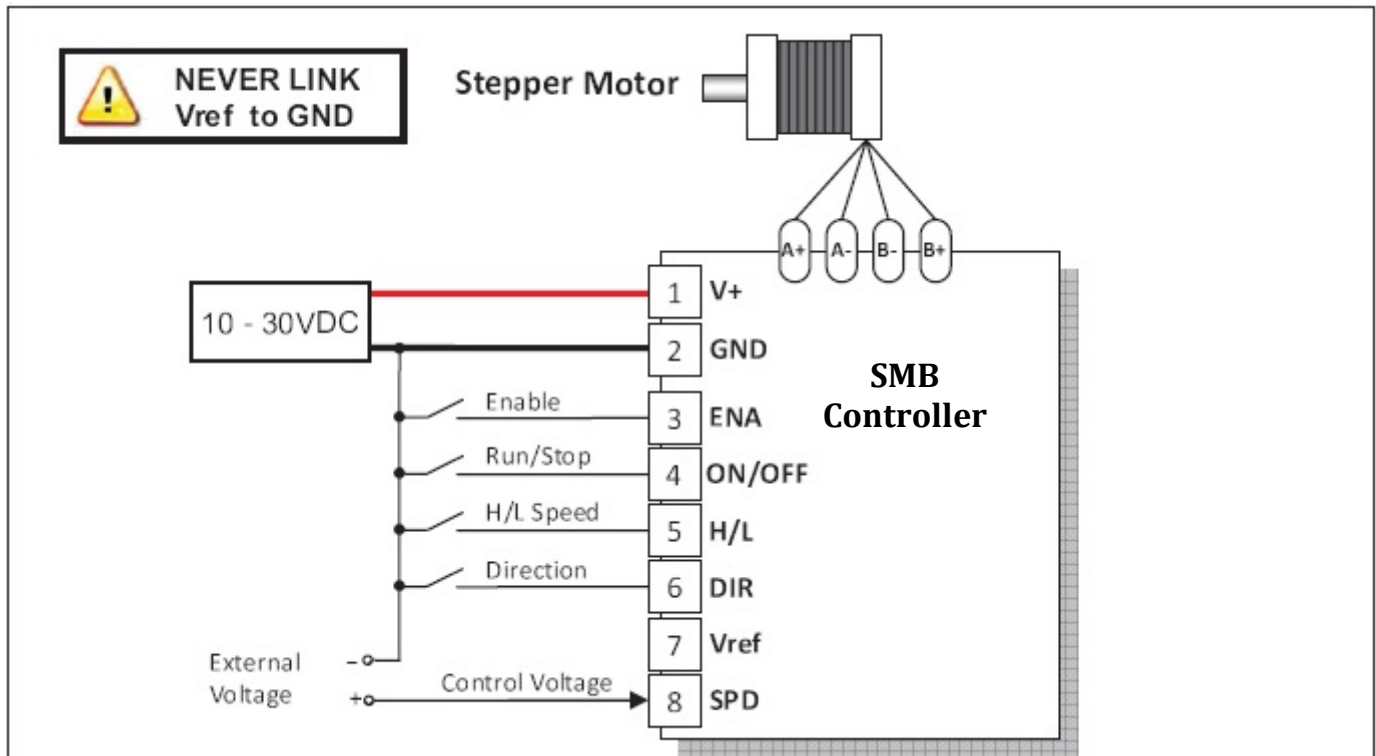 NEVER LINK
Vref to GND
Stepper Motor
A+ A- B- B+
10 - 30VDC
1 V+
2 GND
SMB
Controller
Enable 3 ENA
Run/Stop 4 ON/OFF
H/L Speed 5 H/L
Direction 6 DIR
7 Vref
External -
Voltage +
Control Voltage 8 SPD